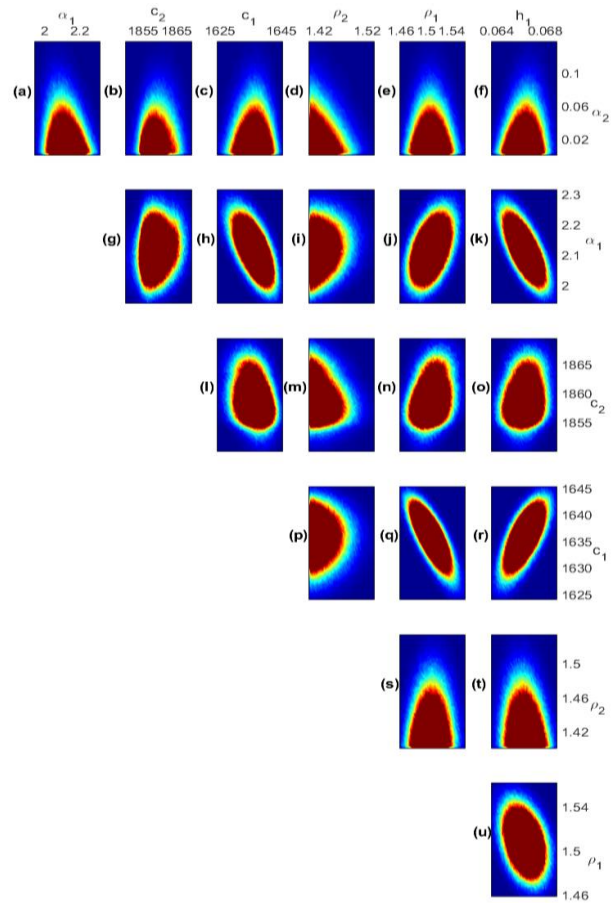 α1 c2 c1 ρ2 ρ1 h1
2 2.2 1855 1865 1625 1645 1.42 1.52 1.46 1.5 1.54 0.064 0.068
(a) (b) (c) (d) (e) (f) 0.1 0.06 0.02 α2
(g) (h) (i) (j) (k) 2.3 2.2 2.1 2 α1
(l) (m) (n) (o) 1865 1860 1855 c2
(p) (q) (r) 1645 1640 1635 1630 1625 c1
(s) (t) 1.5 1.46 1.42 ρ2
(u) 1.54 1.5 1.46 ρ1